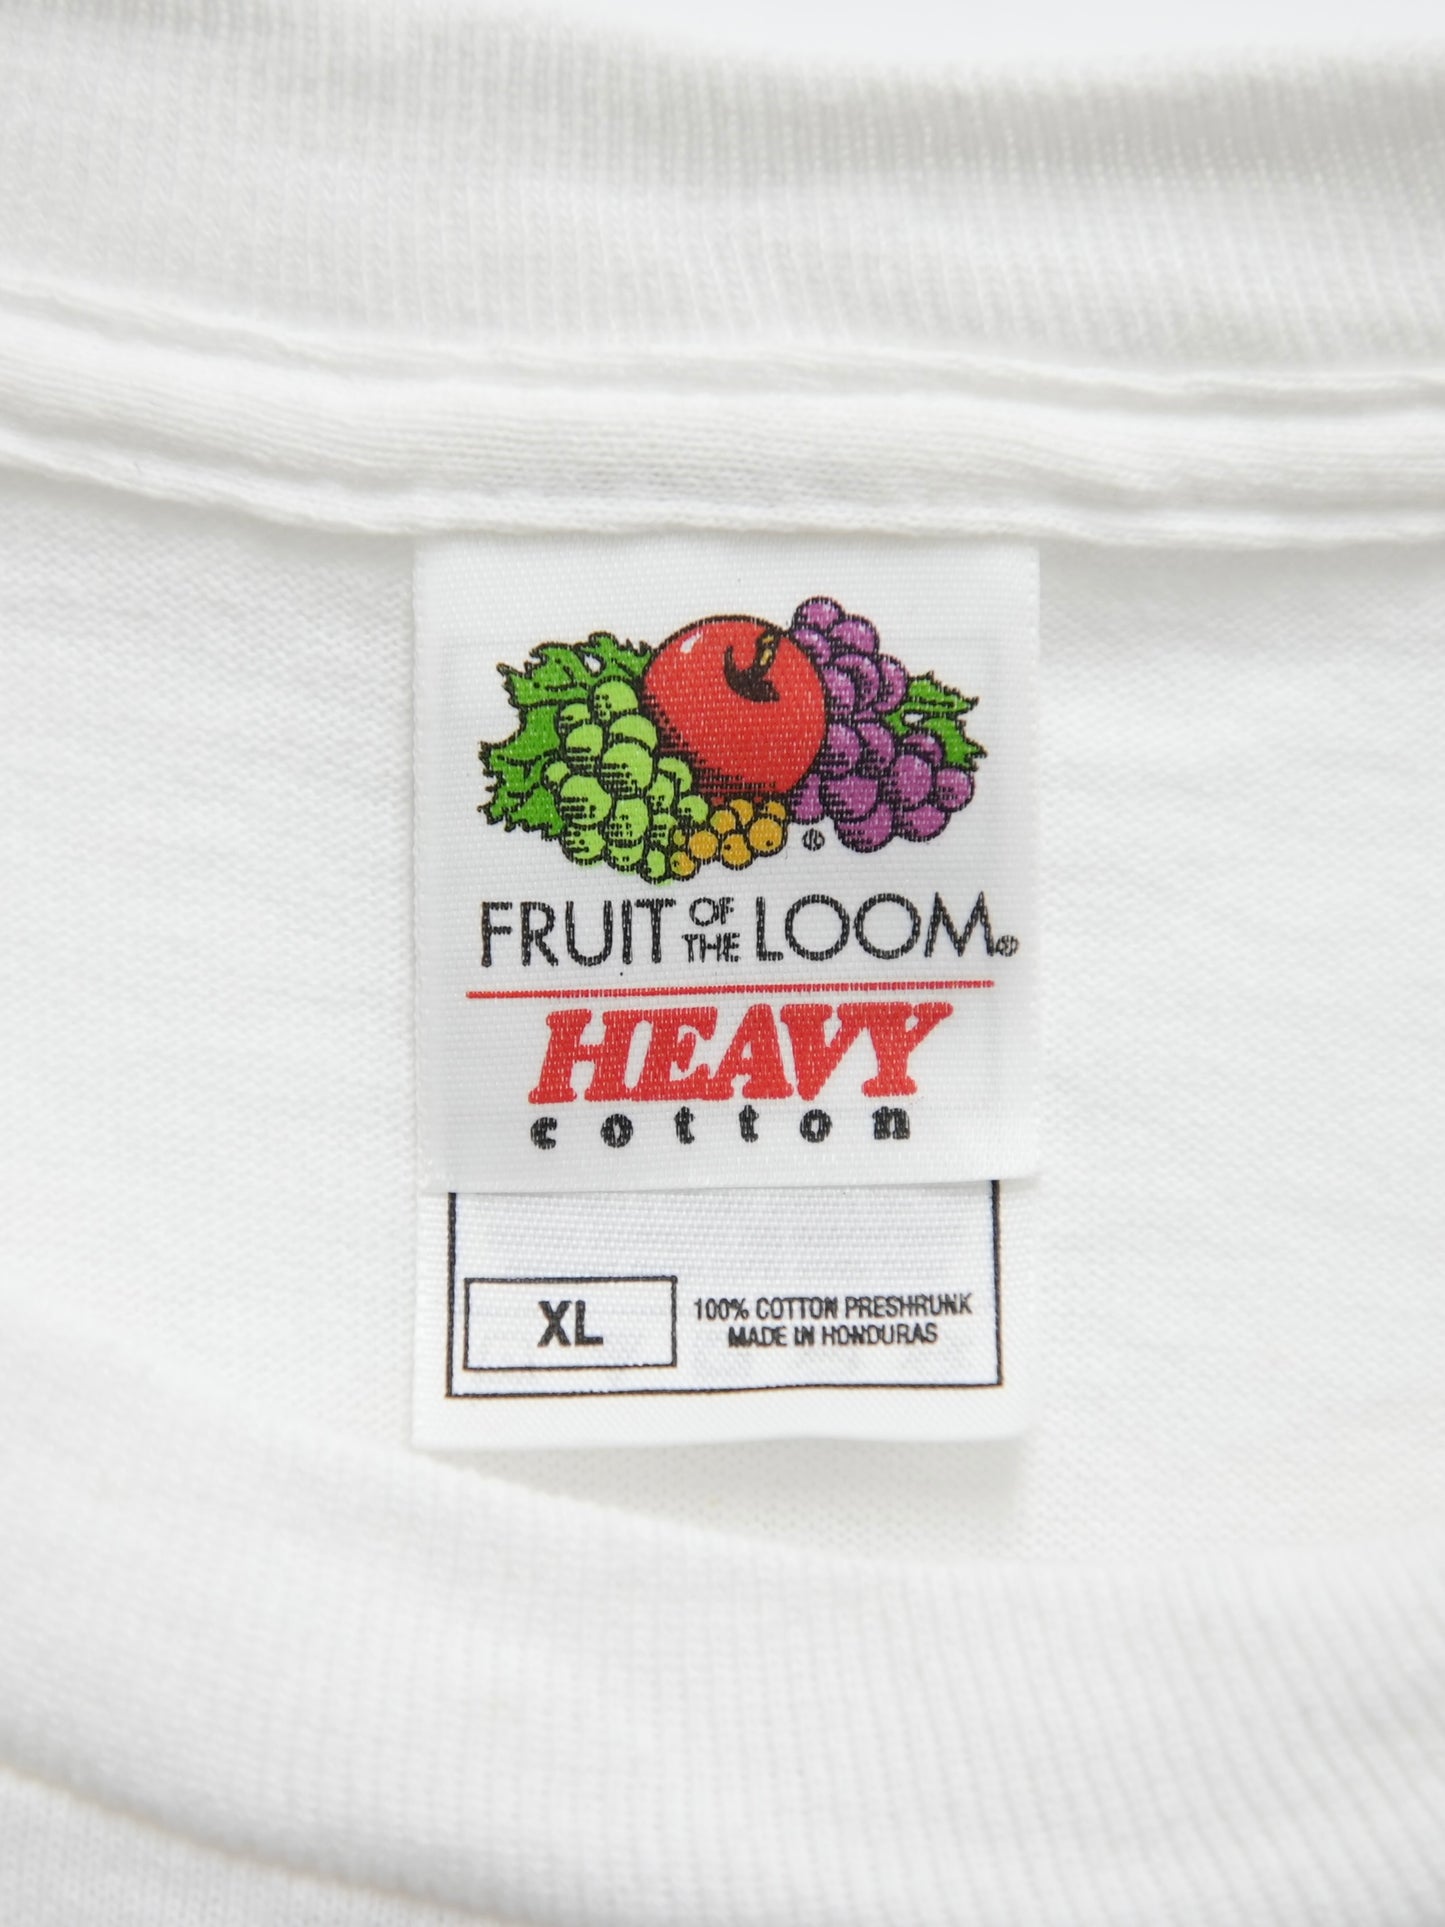 ®
FRUIT OF THE LOOM®
HEAVY
cotton
XL
100% COTTON PRESHRUNK
MADE IN HONDURAS